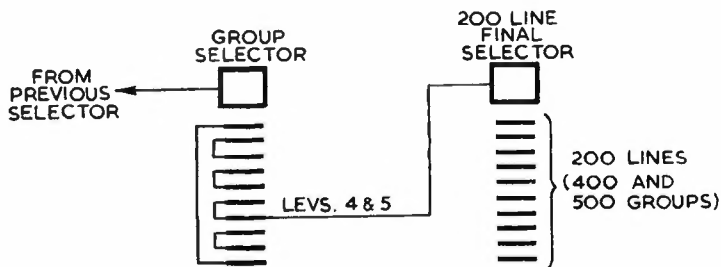 GROUP
SELECTOR
200 LINE
FINAL
SELECTOR
FROM
PREVIOUS
SELECTOR
LEVS. 4 & 5
200 LINES
(400 AND
500 GROUPS)